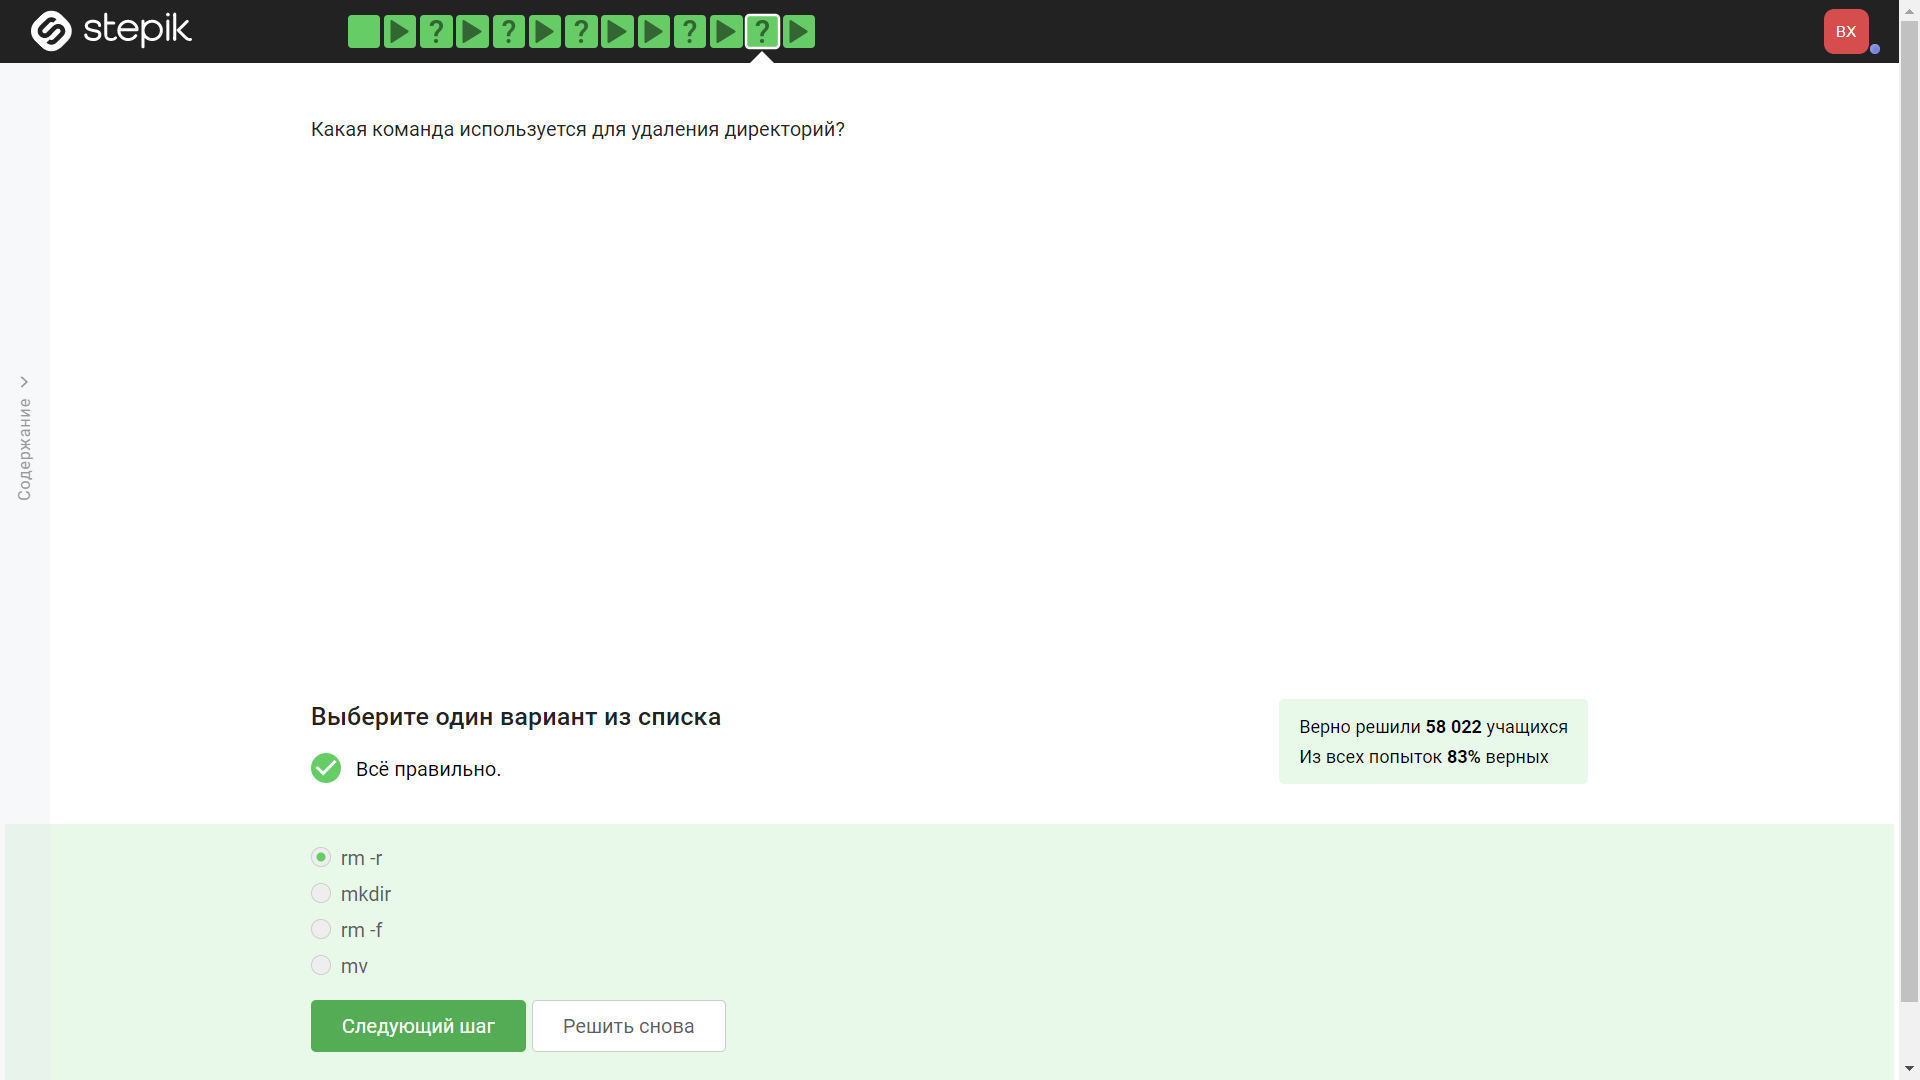 stepik
? ? ? ? ?
ВХ
Какая команда используется для удаления директорий?
Содержание
Выберите один вариант из списка
Всё правильно.
Верно решили 58 022 учащихся
Из всех попыток 83% верных
rm -r
mkdir
rm -f
mv
Следующий шаг
Решить снова